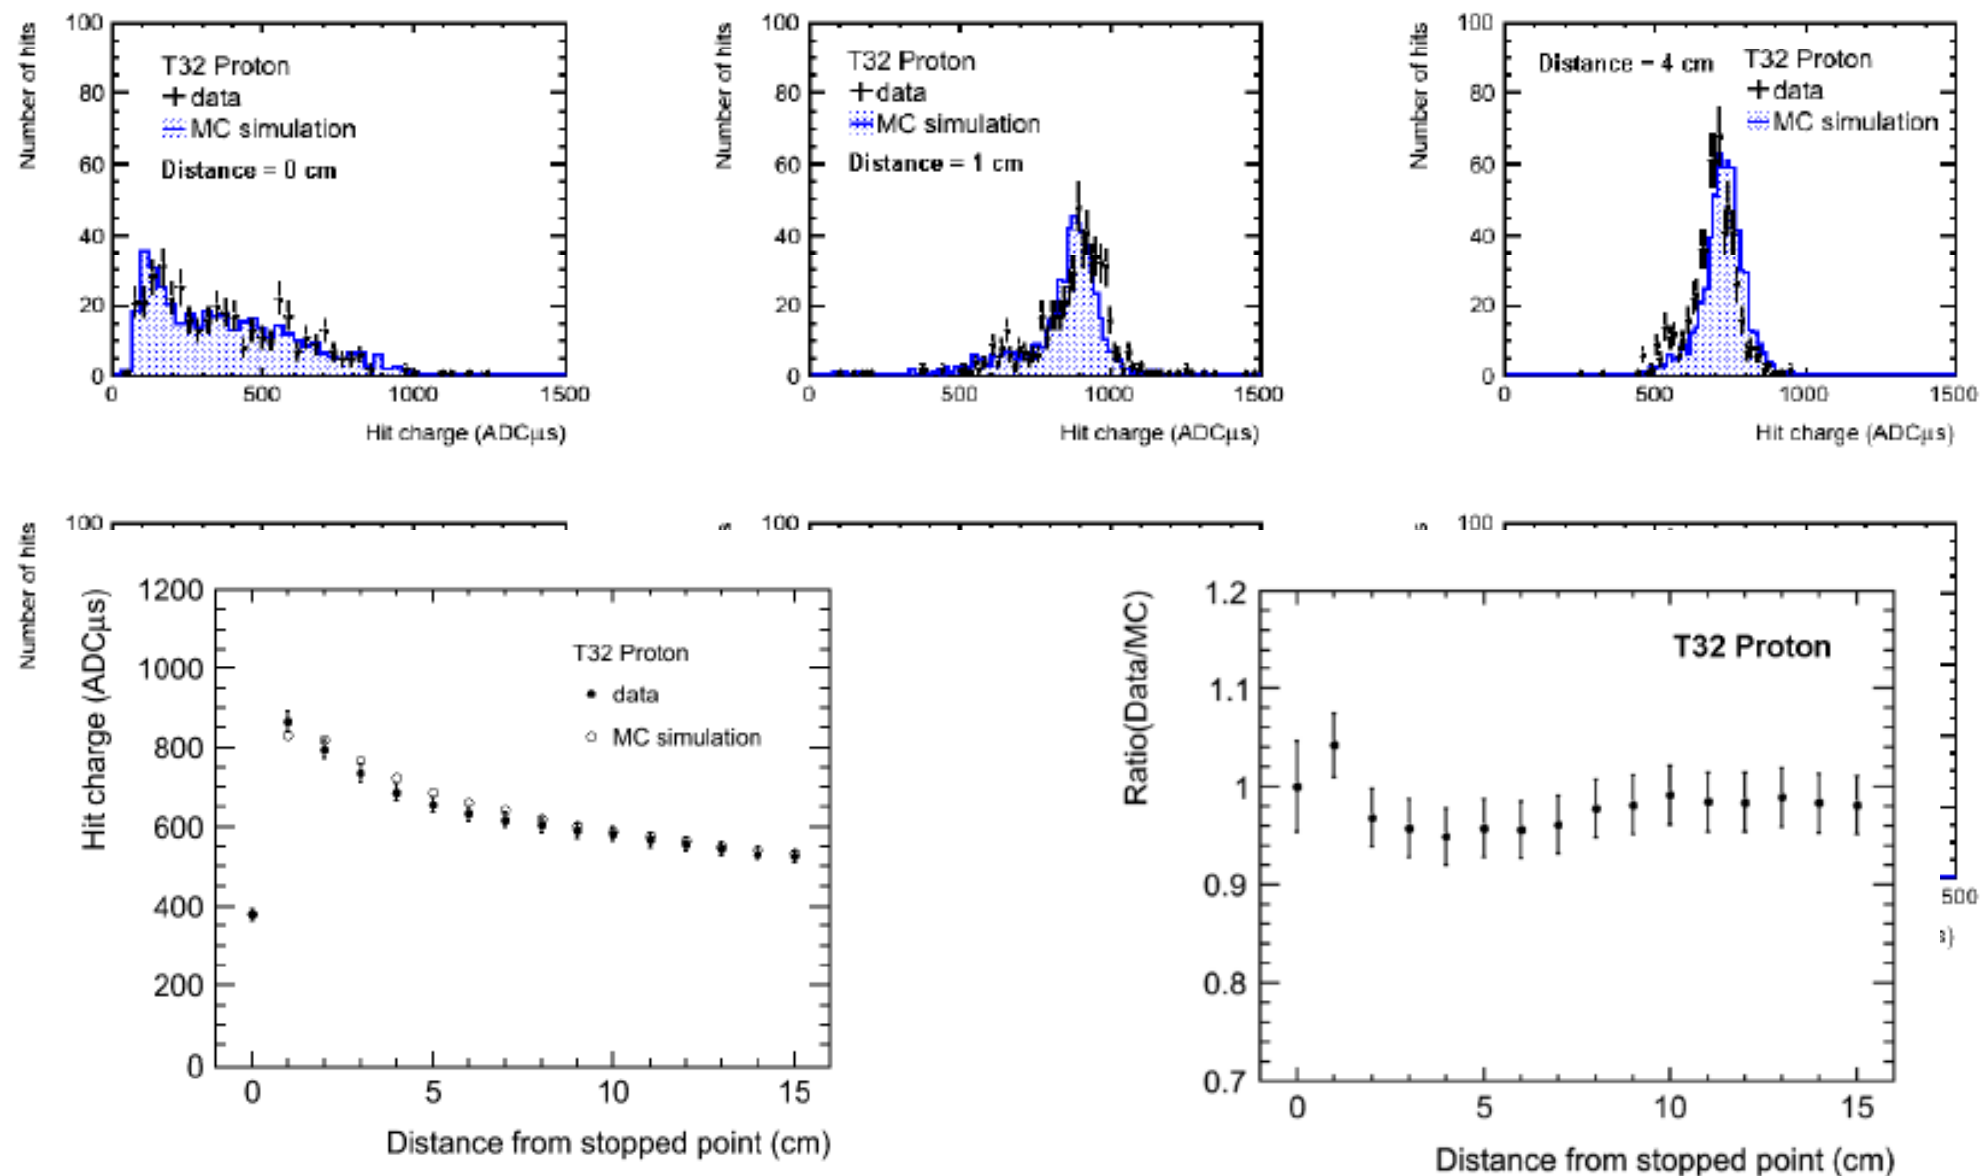 Number of hits
100
80
60
40
20
0
T32 Proton
data
MC simulation
Distance = 0 cm
0 500 1000 1500
Hit charge (ADCμs)
Number of hits
100
80
60
40
20
0
T32 Proton
data
MC simulation
Distance = 1 cm
0 500 1000 1500
Hit charge (ADCμs)
Number of hits
100
80
60
40
20
0
Distance = 4 cm
T32 Proton
data
MC simulation
0 500 1000 1500
Hit charge (ADCμs)
Number of hits
100
100
100
Hit charge (ADCμs)
1200
1000
800
600
400
200
0
T32 Proton
data
MC simulation
0 5 10 15
Distance from stopped point (cm)
Ratio(Data/MC)
1.2
1.1
1
0.9
0.8
0.7
T32 Proton
0 5 10 15
Distance from stopped point (cm)
500
s)